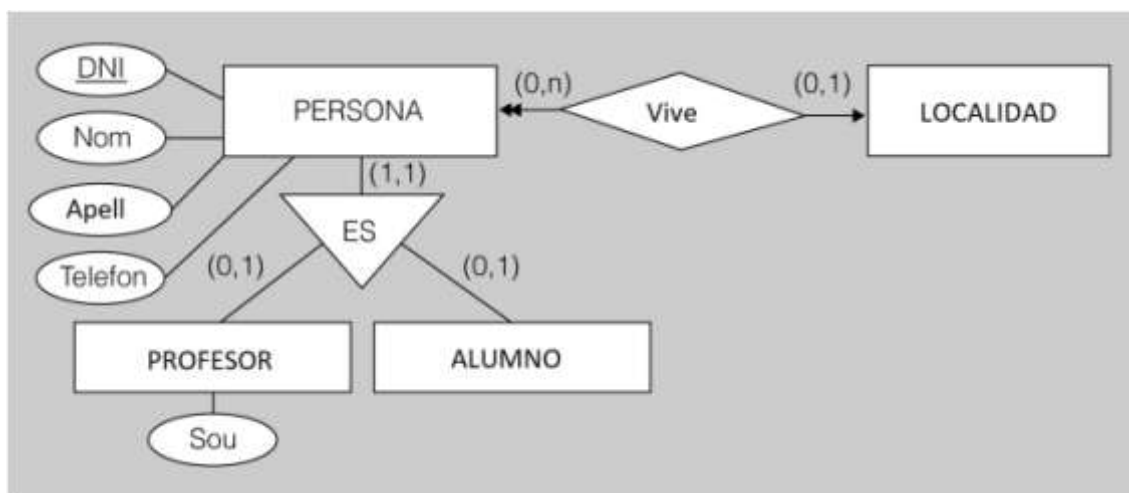 DNI
Nom
Apell
Telefon
PERSONA
(0,n)
Vive
(0,1)
LOCALIDAD
(1,1)
ES
(0,1)
(0,1)
PROFESOR
ALUMNO
Sou